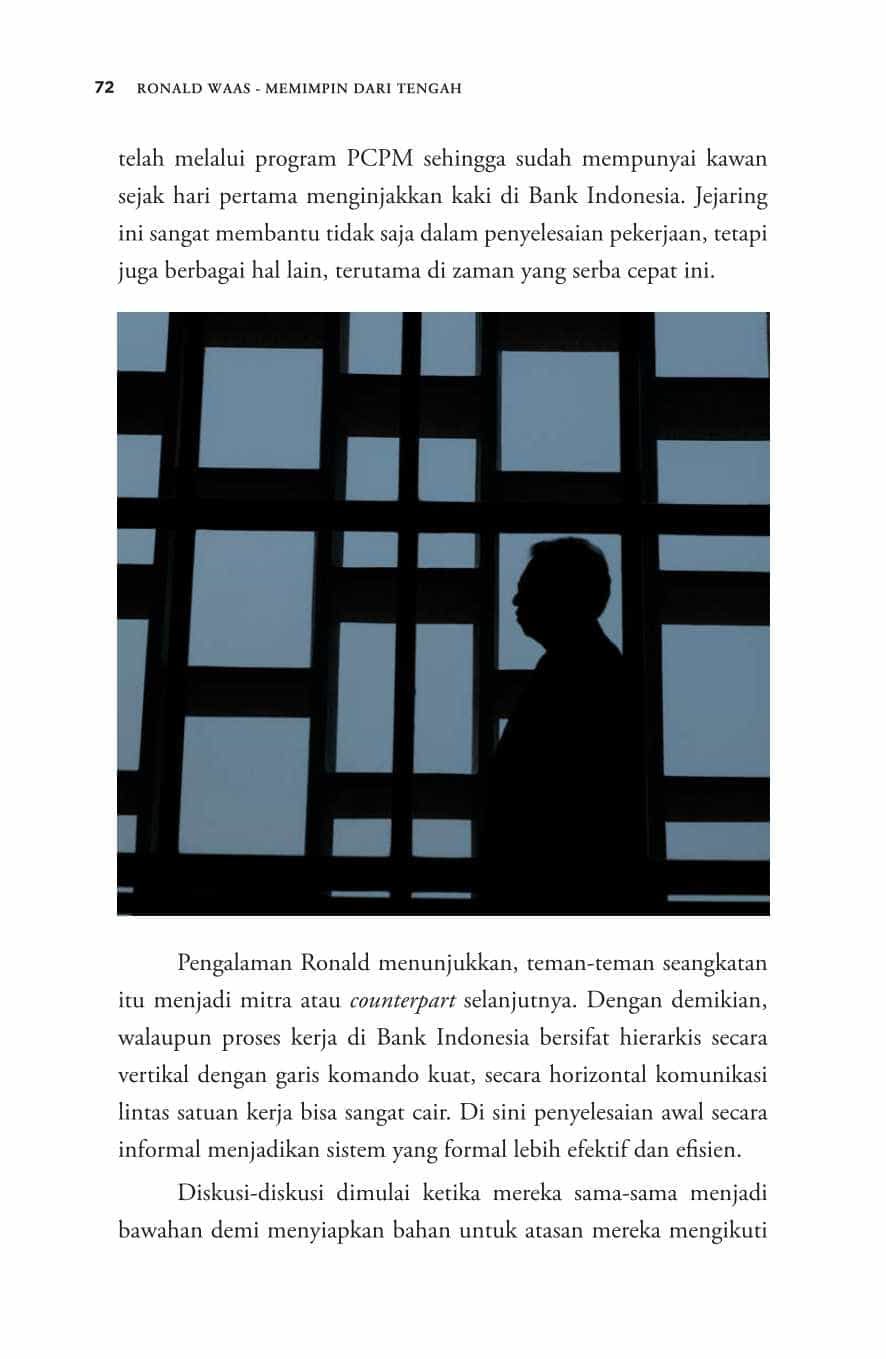 72 RONALD WAAS - MEMIMPIN DARI TENGAH
telah melalui program PCPM sehingga sudah mempunyai kawan
sejak hari pertama menginjakkan kaki di Bank Indonesia. Jejaring
ini sangat membantu tidak saja dalam penyelesaian pekerjaan, tetapi
juga berbagai hal lain, terutama di zaman yang serba cepat ini.
Pengalaman Ronald menunjukkan, teman-teman seangkatan
itu menjadi mitra atau counterpart selanjutnya. Dengan demikian,
walaupun proses kerja di Bank Indonesia bersifat hierarkis secara
vertikal dengan garis komando kuat, secara horizontal komunikasi
lintas satuan kerja bisa sangat cair. Di sini penyelesaian awal secara
informal menjadikan sistem yang formal lebih efektif dan efisien.
Diskusi-diskusi dimulai ketika mereka sama-sama menjadi
bawahan demi menyiapkan bahan untuk atasan mereka mengikuti